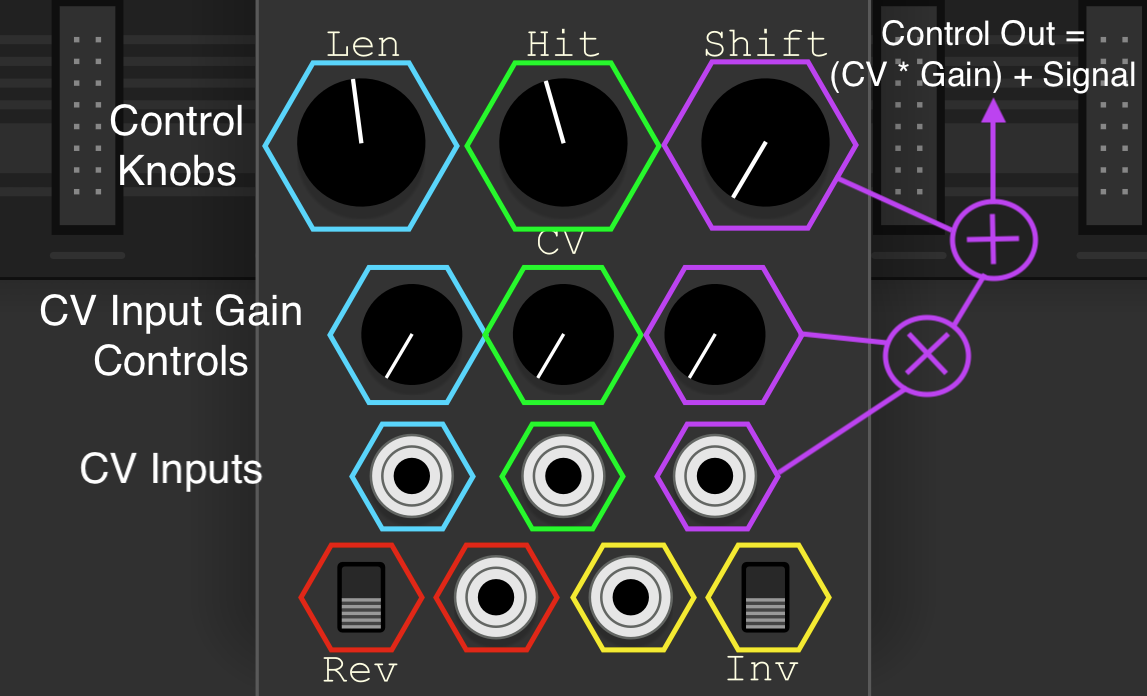 Len Hit Shift
Control Out =
(CV * Gain) + Signal
Control
Knobs
CV
CV Input Gain
Controls
CV Inputs
Rev Inv